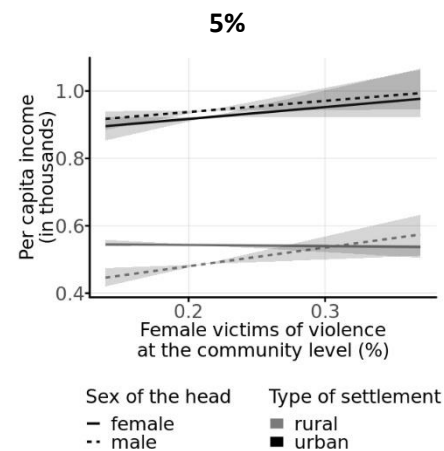 5%
Per capita income
(in thousands)
1.0
0.8
0.6
0.4
0.2
0.3
Female victims of violence
at the community level (%)
Sex of the head
female
male
Type of settlement
rural
urban